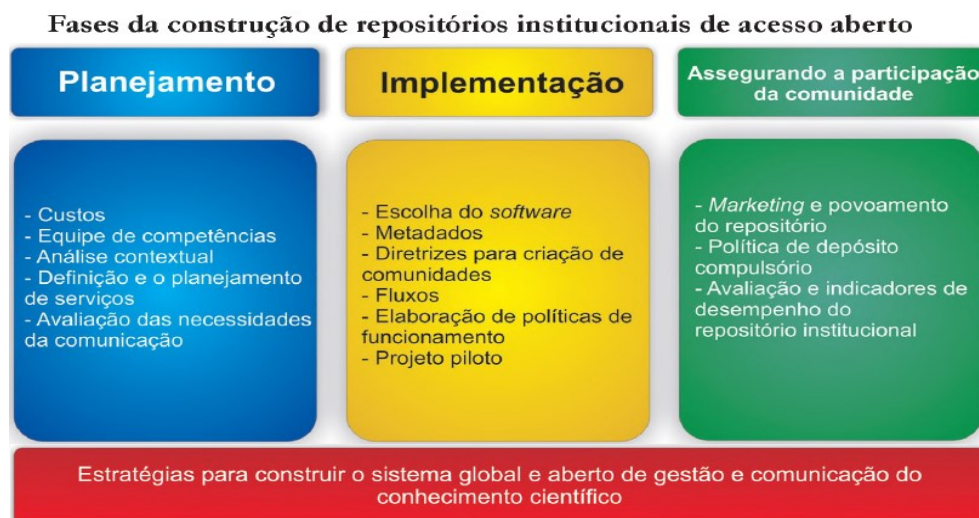 Fases da construção de repositórios institucionais de acesso aberto
Planejamento
- Custos
- Equipe de competências
- Análise contextual
- Definição e o planejamento
de serviços
- Avaliação das necessidades
da comunicação
Implementação
- Escolha do software
- Metadados
- Diretrizes para criação de
comunidades
- Fluxos
- Elaboração de políticas de
funcionamento
- Projeto piloto
Assegurando a participação
da comunidade
- Marketing e povoamento
do repositório
- Política de depósito
compulsório
- Avaliação e indicadores de
desempenho do
repositório institucional
Estratégias para construir o sistema global e aberto de gestão e comunicação do
conhecimento científico